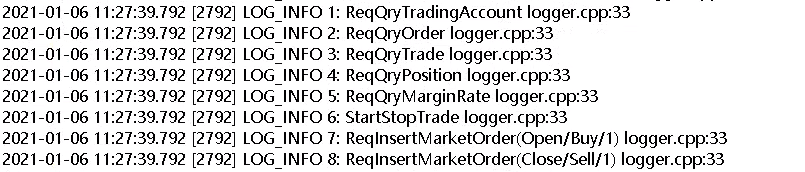 2021-01-06 11:27:39.792 [2792] LOG_INFO 1: ReqQryTradingAccount logger.cpp:33
2021-01-06 11:27:39.792 [2792] LOG_INFO 2: ReqQryOrder logger.cpp:33
2021-01-06 11:27:39.792 [2792] LOG_INFO 3: ReqQryTrade logger.cpp:33
2021-01-06 11:27:39.792 [2792] LOG_INFO 4: ReqQryPosition logger.cpp:33
2021-01-06 11:27:39.792 [2792] LOG_INFO 5: ReqQryMarginRate logger.cpp:33
2021-01-06 11:27:39.792 [2792] LOG_INFO 6: StartStopTrade logger.cpp:33
2021-01-06 11:27:39.792 [2792] LOG_INFO 7: ReqInsertMarketOrder(Open/Buy/1) logger.cpp:33
2021-01-06 11:27:39.792 [2792] LOG_INFO 8: ReqInsertMarketOrder(Close/Sell/1) logger.cpp:33